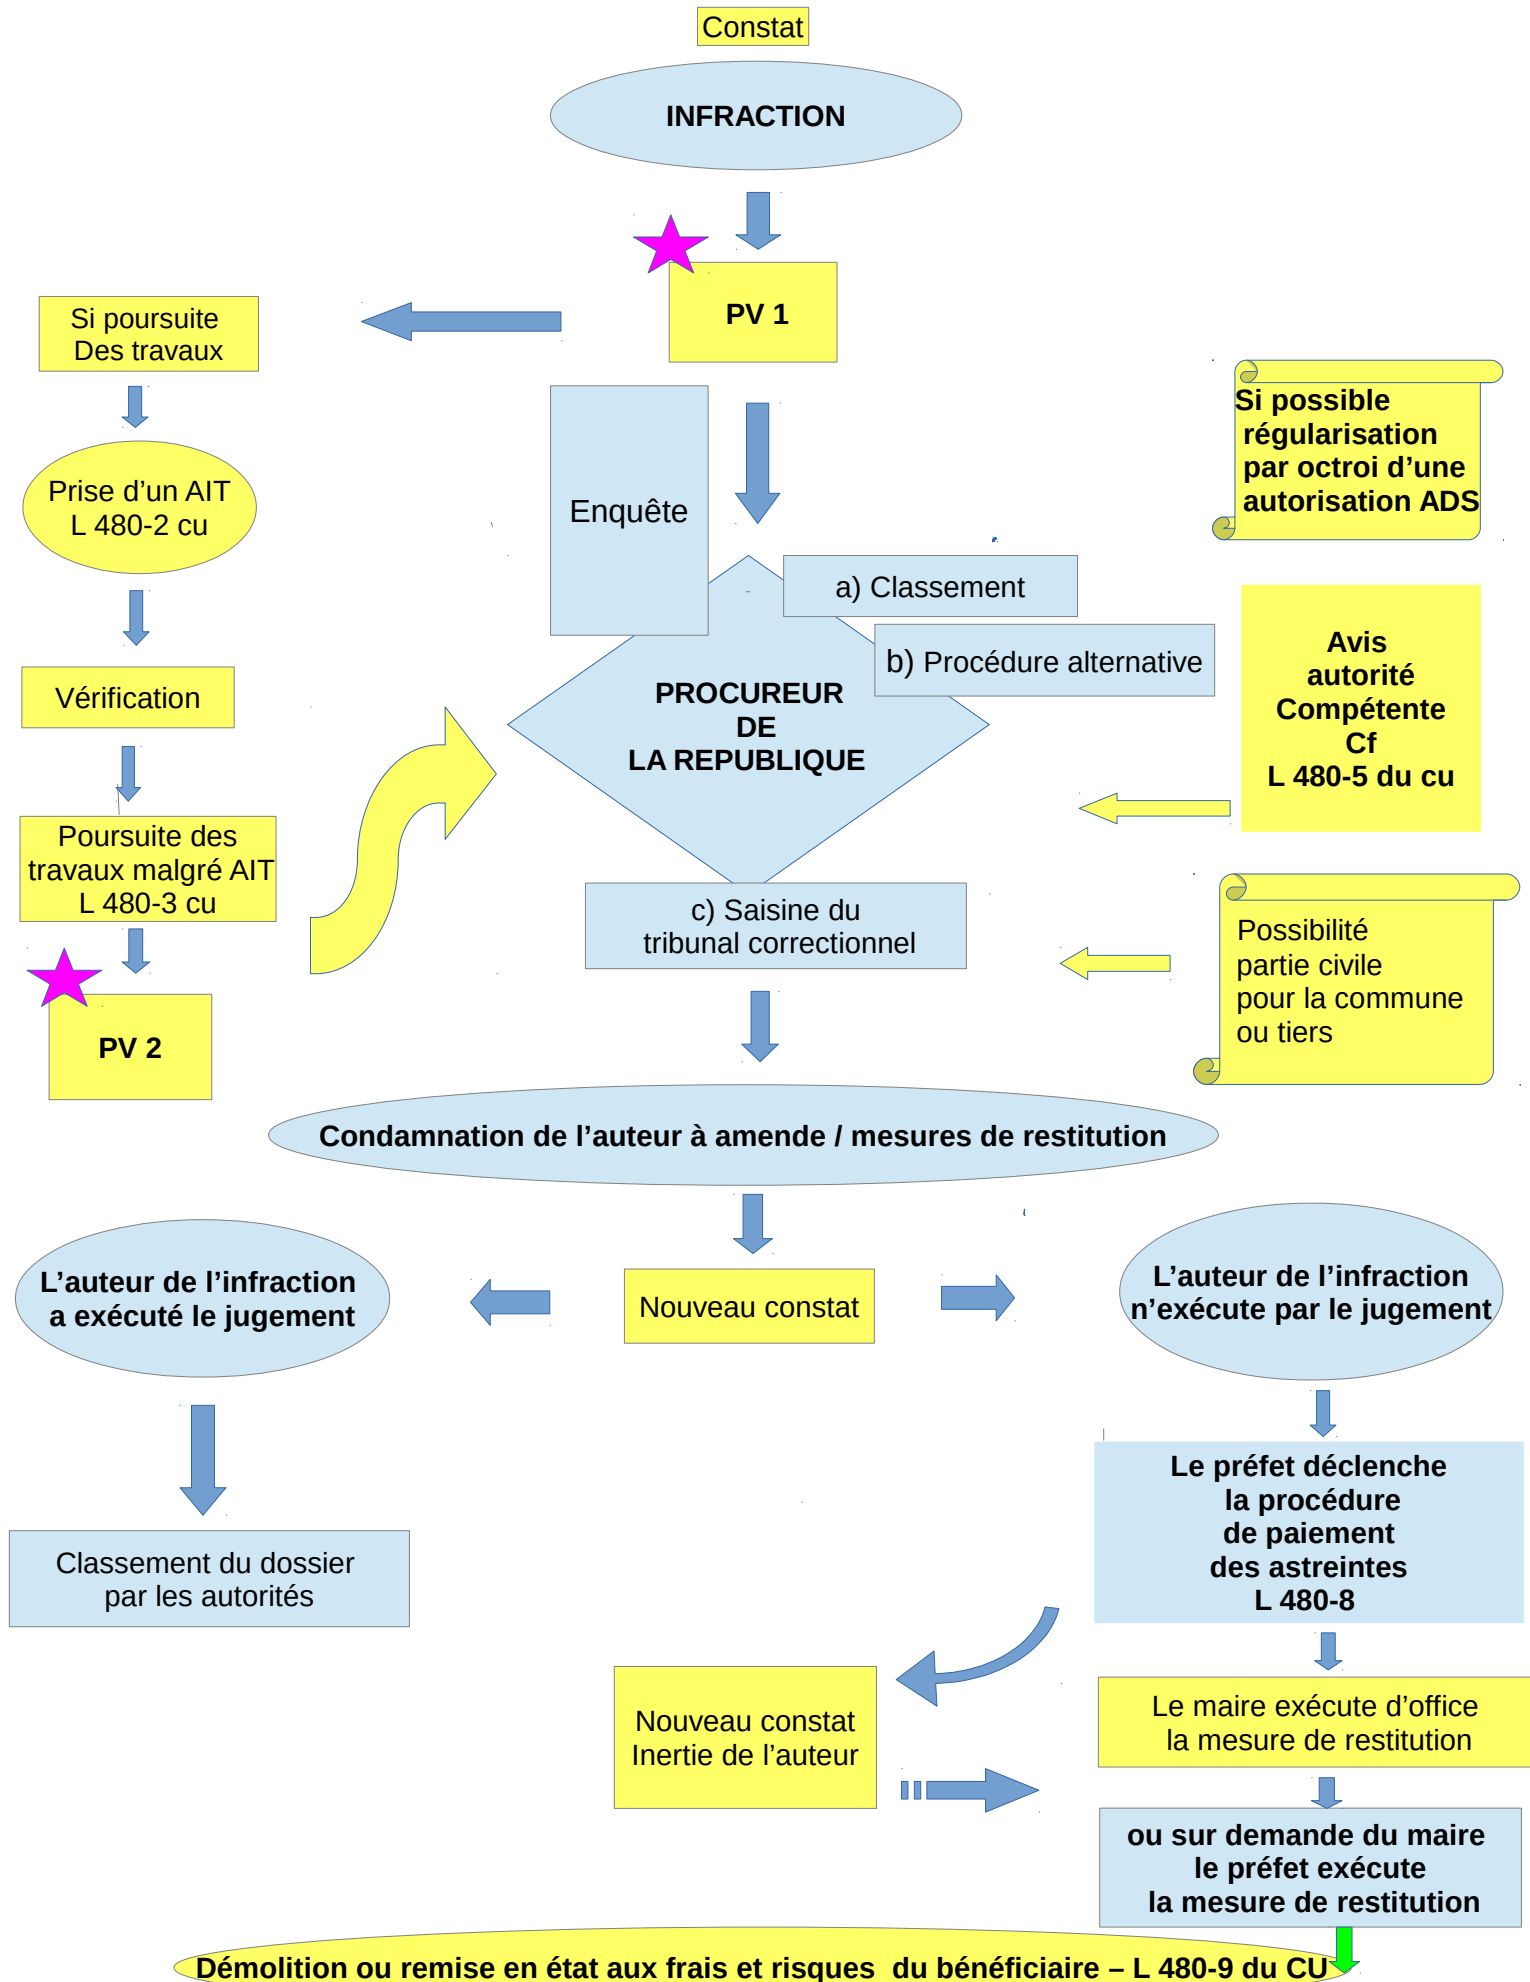 Constat
INFRACTION
PV 1
Si poursuite
Des travaux
Prise d’un AIT
L 480-2 cu
Vérification
Poursuite des
travaux malgré AIT
L 480-3 cu
PV 2
Enquête
a) Classement
b) Procédure alternative
PROCUREUR
DE
LA REPUBLIQUE
c) Saisine du
tribunal correctionnel
Si possible
régularisation
par octroi d’une
autorisation ADS
Avis
autorité
Compétente
Cf
L 480-5 du cu
Possibilité
partie civile
pour la commune
ou tiers
Condamnation de l’auteur à amende / mesures de restitution
L’auteur de l’infraction
a exécuté le jugement
Nouveau constat
L’auteur de l’infraction
n’exécute par le jugement
Classement du dossier
par les autorités
Le préfet déclenche
la procédure
de paiement
des astreintes
L 480-8
Nouveau constat
Inertie de l’auteur
Le maire exécute d’office
la mesure de restitution
ou sur demande du maire
le préfet exécute
la mesure de restitution
Démolition ou remise en état aux frais et risques du bénéficiaire – L 480-9 du CU